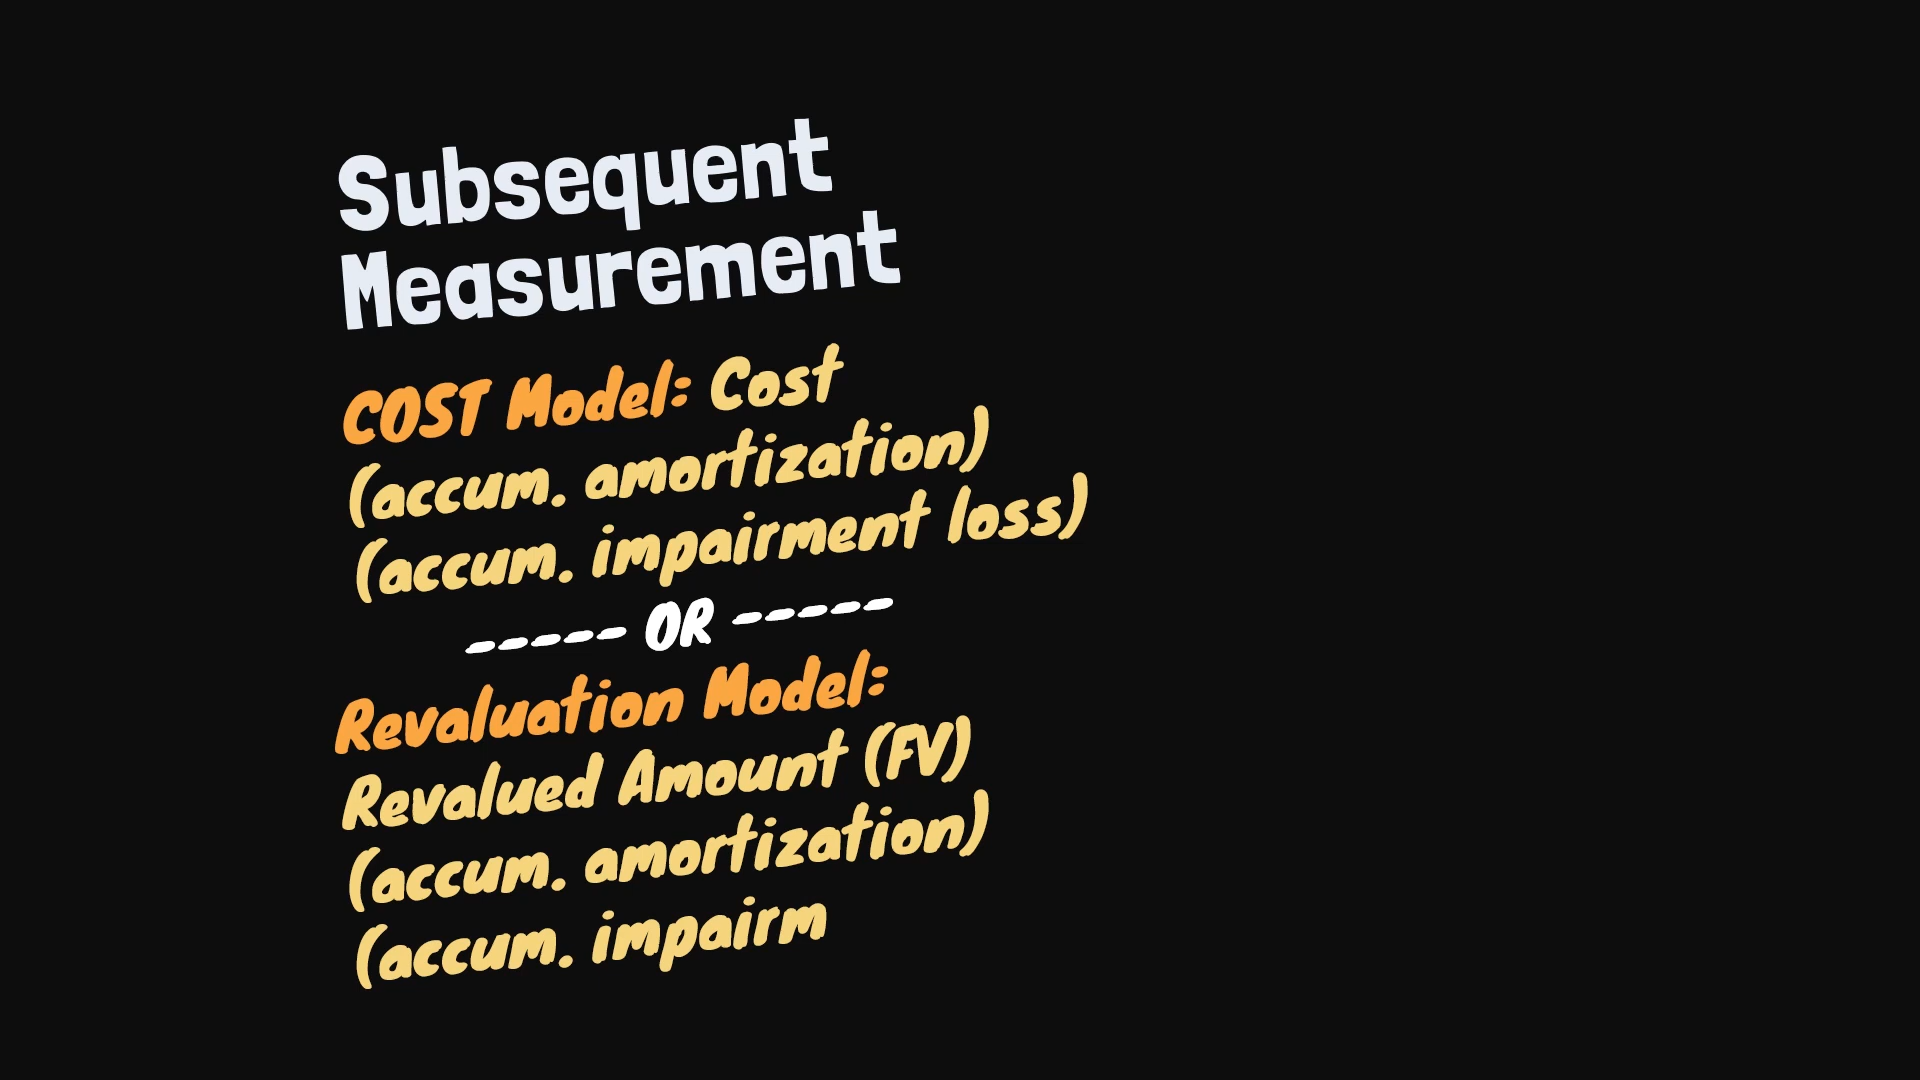 Subsequent
Measurement
COST Model: Cost
(accum. amortization)
(accum. impairment loss)
----- OR -----
Revaluation Model:
Revalued Amount (FV)
(accum. amortization)
(accum. impairm